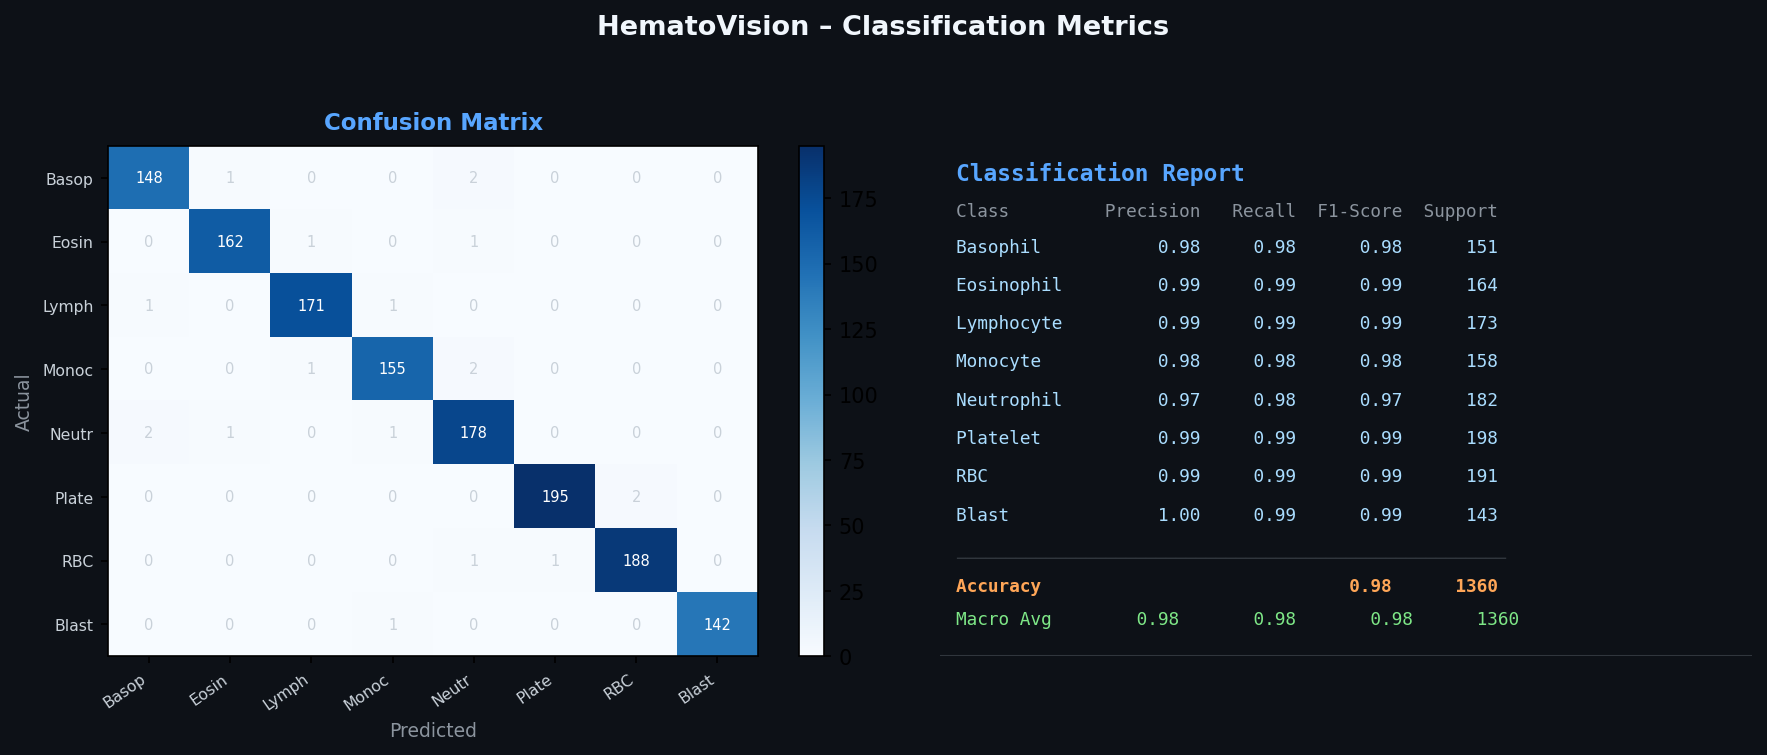 HematoVision – Classification Metrics
Confusion Matrix
Actual
Basop 148 1 0 0 2 0 0 0
Eosin 0 162 1 0 1 0 0 0
Lymph 1 0 171 1 0 0 0 0
Monoc 0 0 1 155 2 0 0 0
Neutr 2 1 0 1 178 0 0 0
Plate 0 0 0 0 0 195 2 0
RBC 0 0 0 0 1 1 188 0
Blast 0 0 0 1 0 0 0 142
Basop Eosin Lymph Monoc Neutr Plate RBC Blast
Predicted
175
150
125
100
75
50
25
0
Classification Report
Class Precision Recall F1-Score Support
Basophil 0.98 0.98 0.98 151
Eosinophil 0.99 0.99 0.99 164
Lymphocyte 0.99 0.99 0.99 173
Monocyte 0.98 0.98 0.98 158
Neutrophil 0.97 0.98 0.97 182
Platelet 0.99 0.99 0.99 198
RBC 0.99 0.99 0.99 191
Blast 1.00 0.99 0.99 143
Accuracy 0.98 1360
Macro Avg 0.98 0.98 0.98 1360